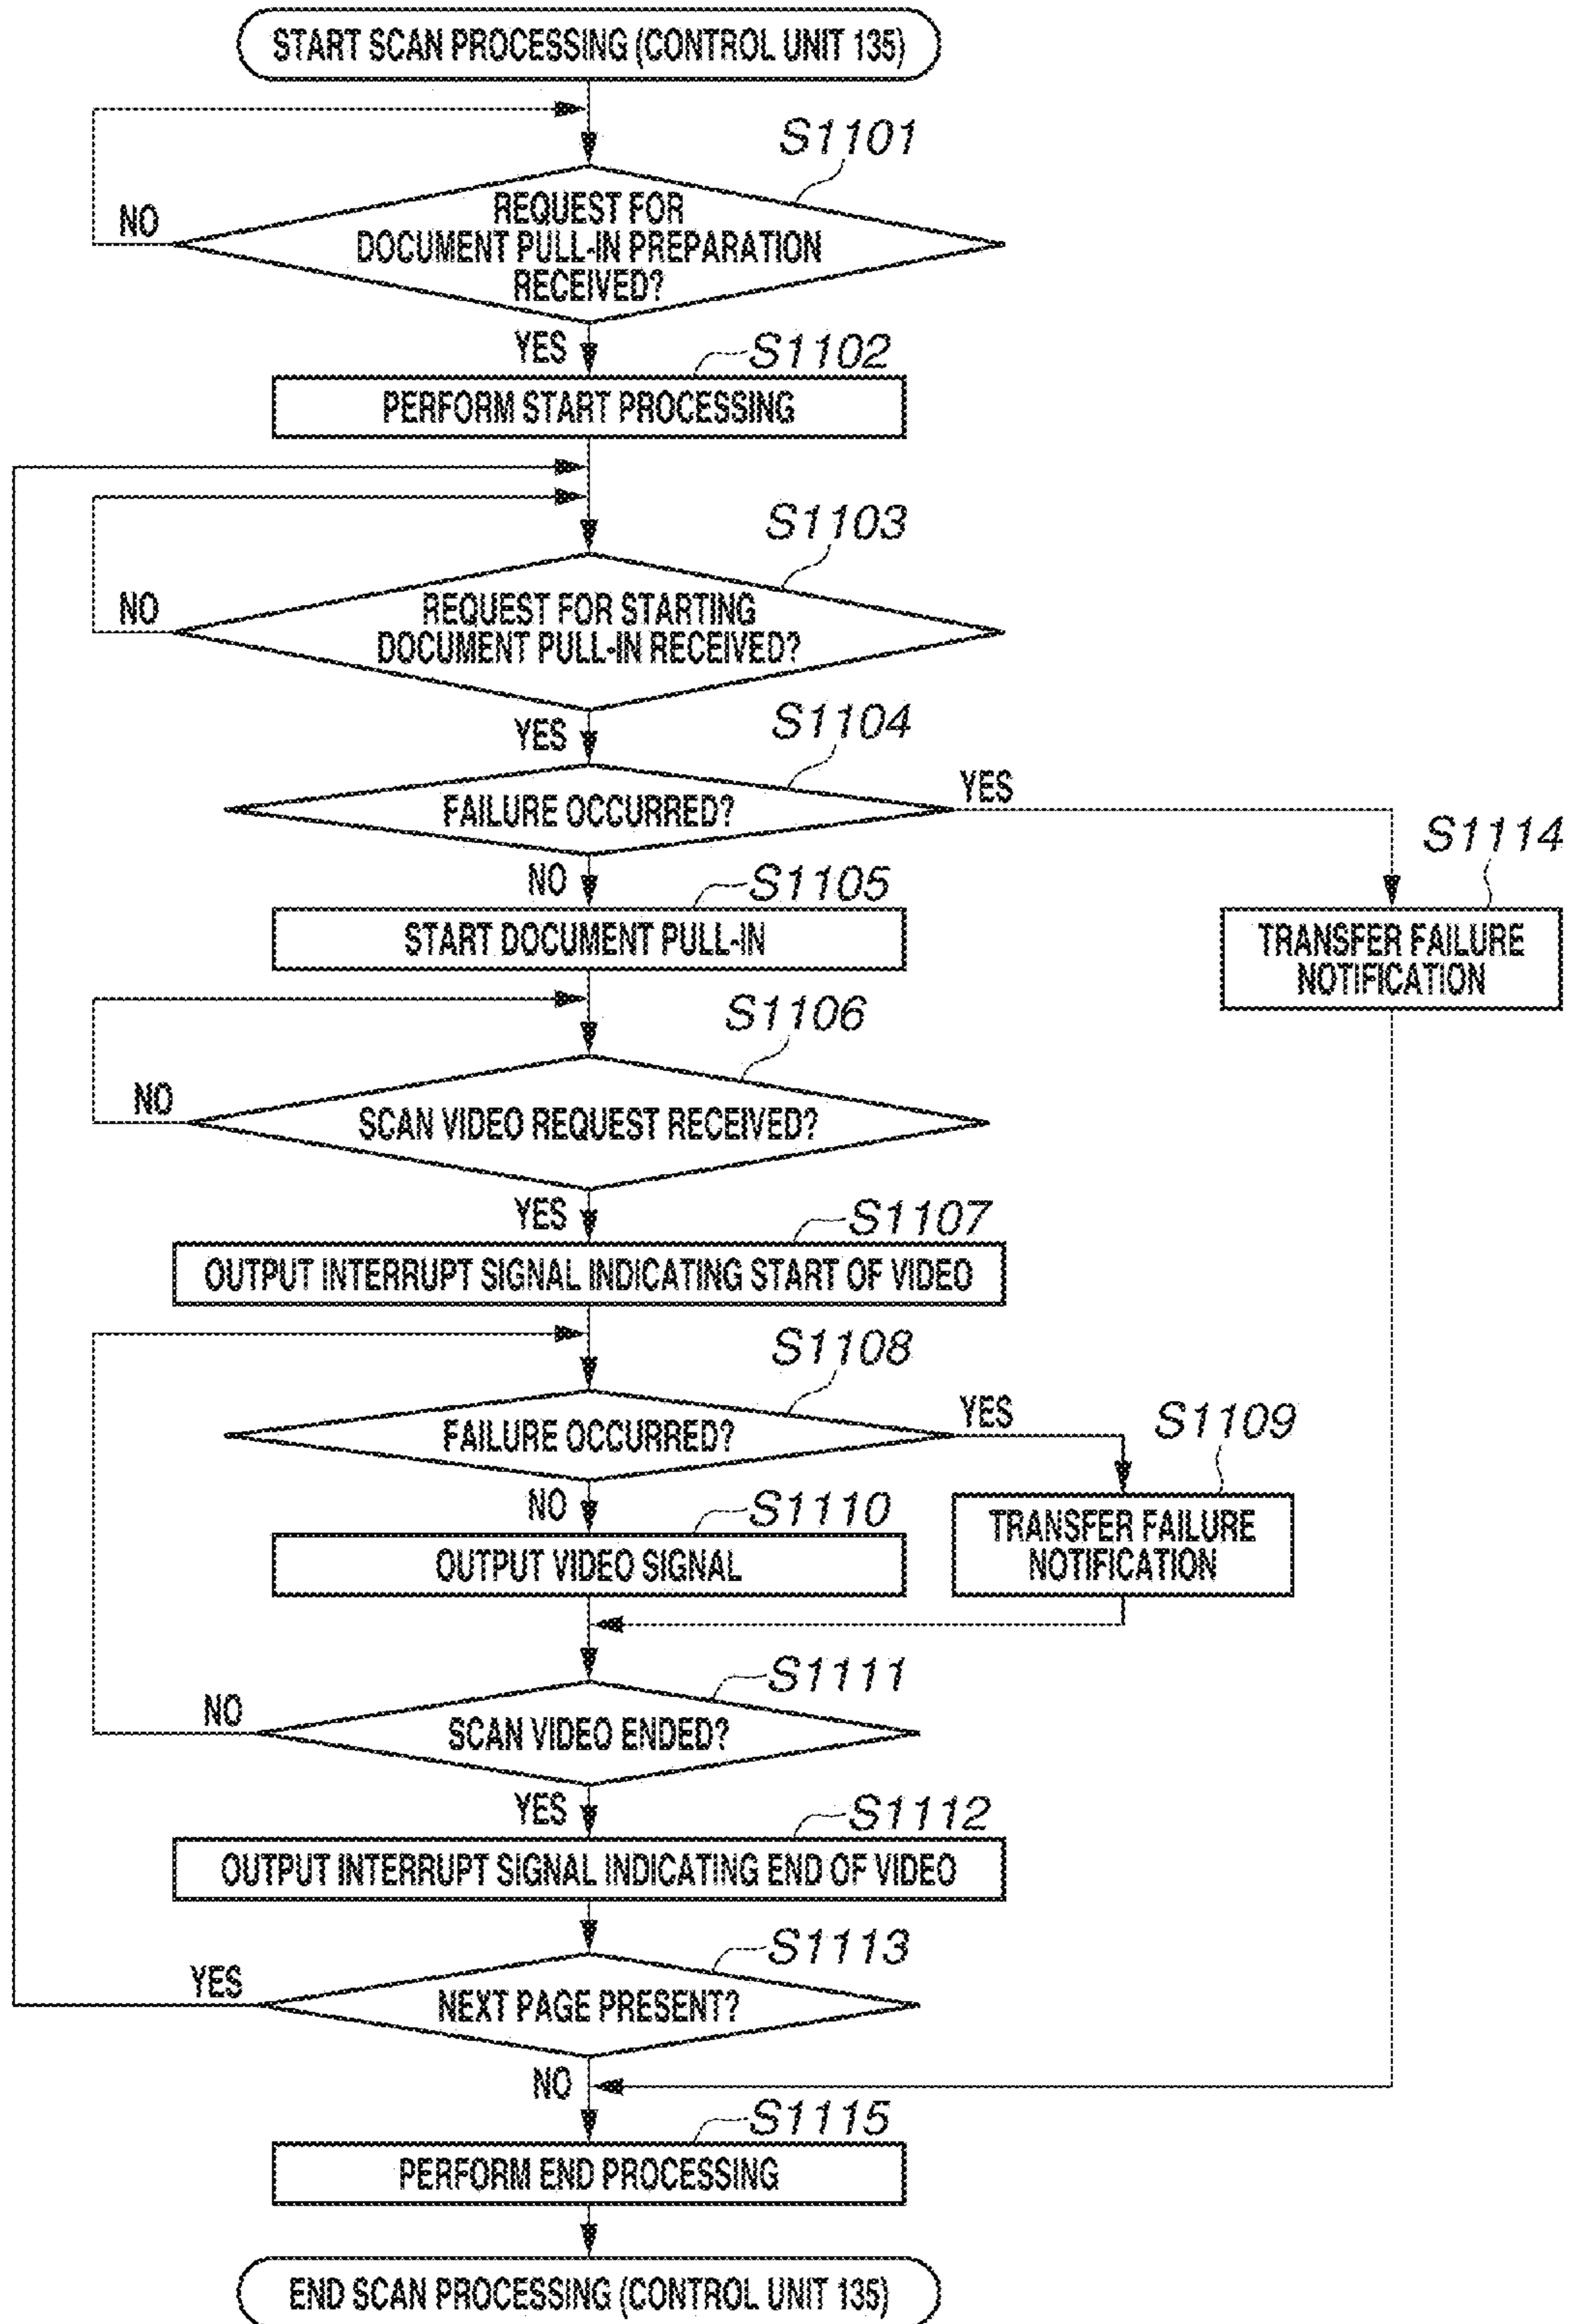 START SCAN PROCESSING (CONTROL UNIT 135)
S1101
NO
REQUEST FOR
DOCUMENT PULL-IN PREPARATION
RECEIVED?
YES
S1102
PERFORM START PROCESSING
S1103
NO
REQUEST FOR STARTING
DOCUMENT PULL-IN RECEIVED?
YES
S1104
FAILURE OCCURRED?
YES
S1114
NO
S1105
START DOCUMENT PULL-IN
TRANSFER FAILURE
NOTIFICATION
S1106
NO
SCAN VIDEO REQUEST RECEIVED?
YES
S1107
OUTPUT INTERRUPT SIGNAL INDICATING START OF VIDEO
S1108
FAILURE OCCURRED?
YES
S1109
NO
S1110
OUTPUT VIDEO SIGNAL
TRANSFER FAILURE
NOTIFICATION
S1111
NO
SCAN VIDEO ENDED?
YES
S1112
OUTPUT INTERRUPT SIGNAL INDICATING END OF VIDEO
S1113
YES
NEXT PAGE PRESENT?
NO
S1115
PERFORM END PROCESSING
END SCAN PROCESSING (CONTROL UNIT 135)